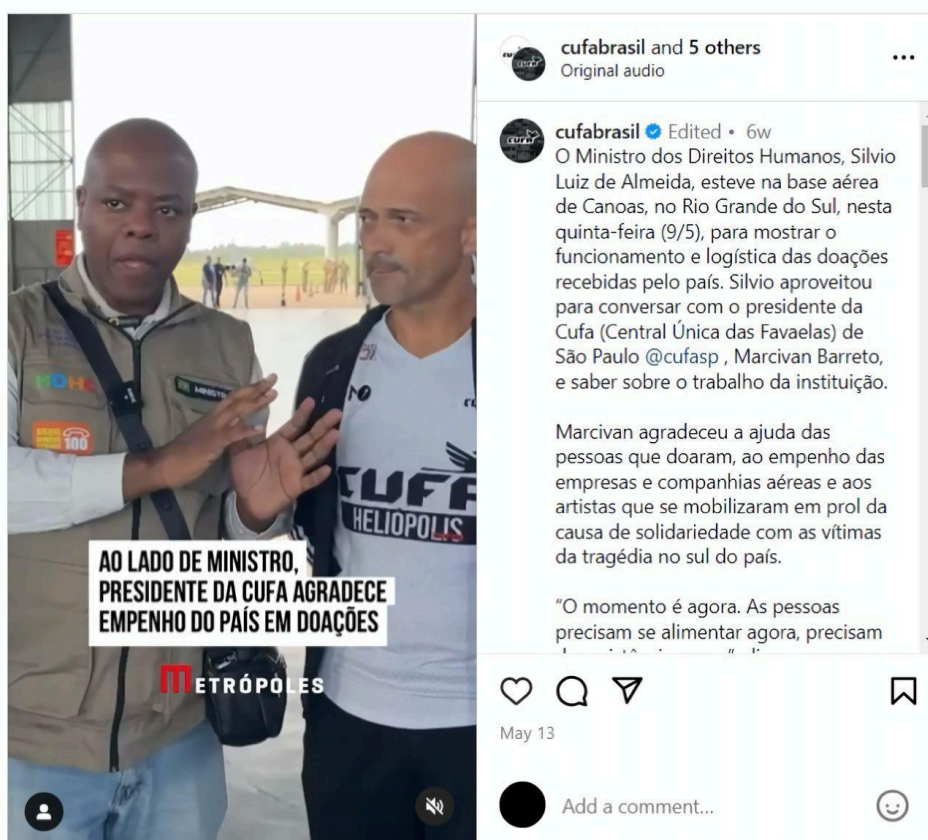 cufabrasil and 5 others
Original audio
cufabrasil Edited • 6w
O Ministro dos Direitos Humanos, Silvio
Luiz de Almeida, esteve na base aérea
de Canoas, no Rio Grande do Sul, nesta
quinta-feira (9/5), para mostrar o
funcionamento e logística das doações
recebidas pelo país. Silvio aproveitou
para conversar com o presidente da
Cufa (Central Única das Favaelas) de
São Paulo @cufasp , Marcivan Barreto,
e saber sobre o trabalho da instituição.
Marcivan agradeceu a ajuda das
pessoas que doaram, ao empenho das
empresas e companhias aéreas e aos
artistas que se mobilizaram em prol da
causa de solidariedade com as vítimas
da tragédia no sul do país.
“O momento é agora. As pessoas
precisam se alimentar agora, precisam
May 13
Add a comment...
MDHC
MINISTRO
100
CUFA
HELIÓPOLIS
AO LADO DE MINISTRO,
PRESIDENTE DA CUFA AGRADECE
EMPENHO DO PAÍS EM DOAÇÕES
METRÓPOLES